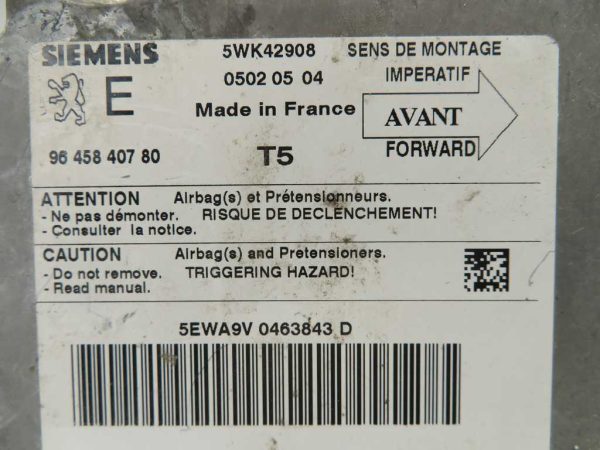 SIEMENS 5WK42908 SENS DE MONTAGE
E 0502 05 04 IMPERATIF
Made in France AVANT
96 458 407 80 T5 FORWARD
ATTENTION Airbag(s) et Prétensionneurs.
- Ne pas démonter. RISQUE DE DECLENCHEMENT!
- Consulter la notice.
CAUTION Airbag(s) and Pretensioners.
- Do not remove. TRIGGERING HAZARD!
- Read manual.
5EWA9V 0463843 D